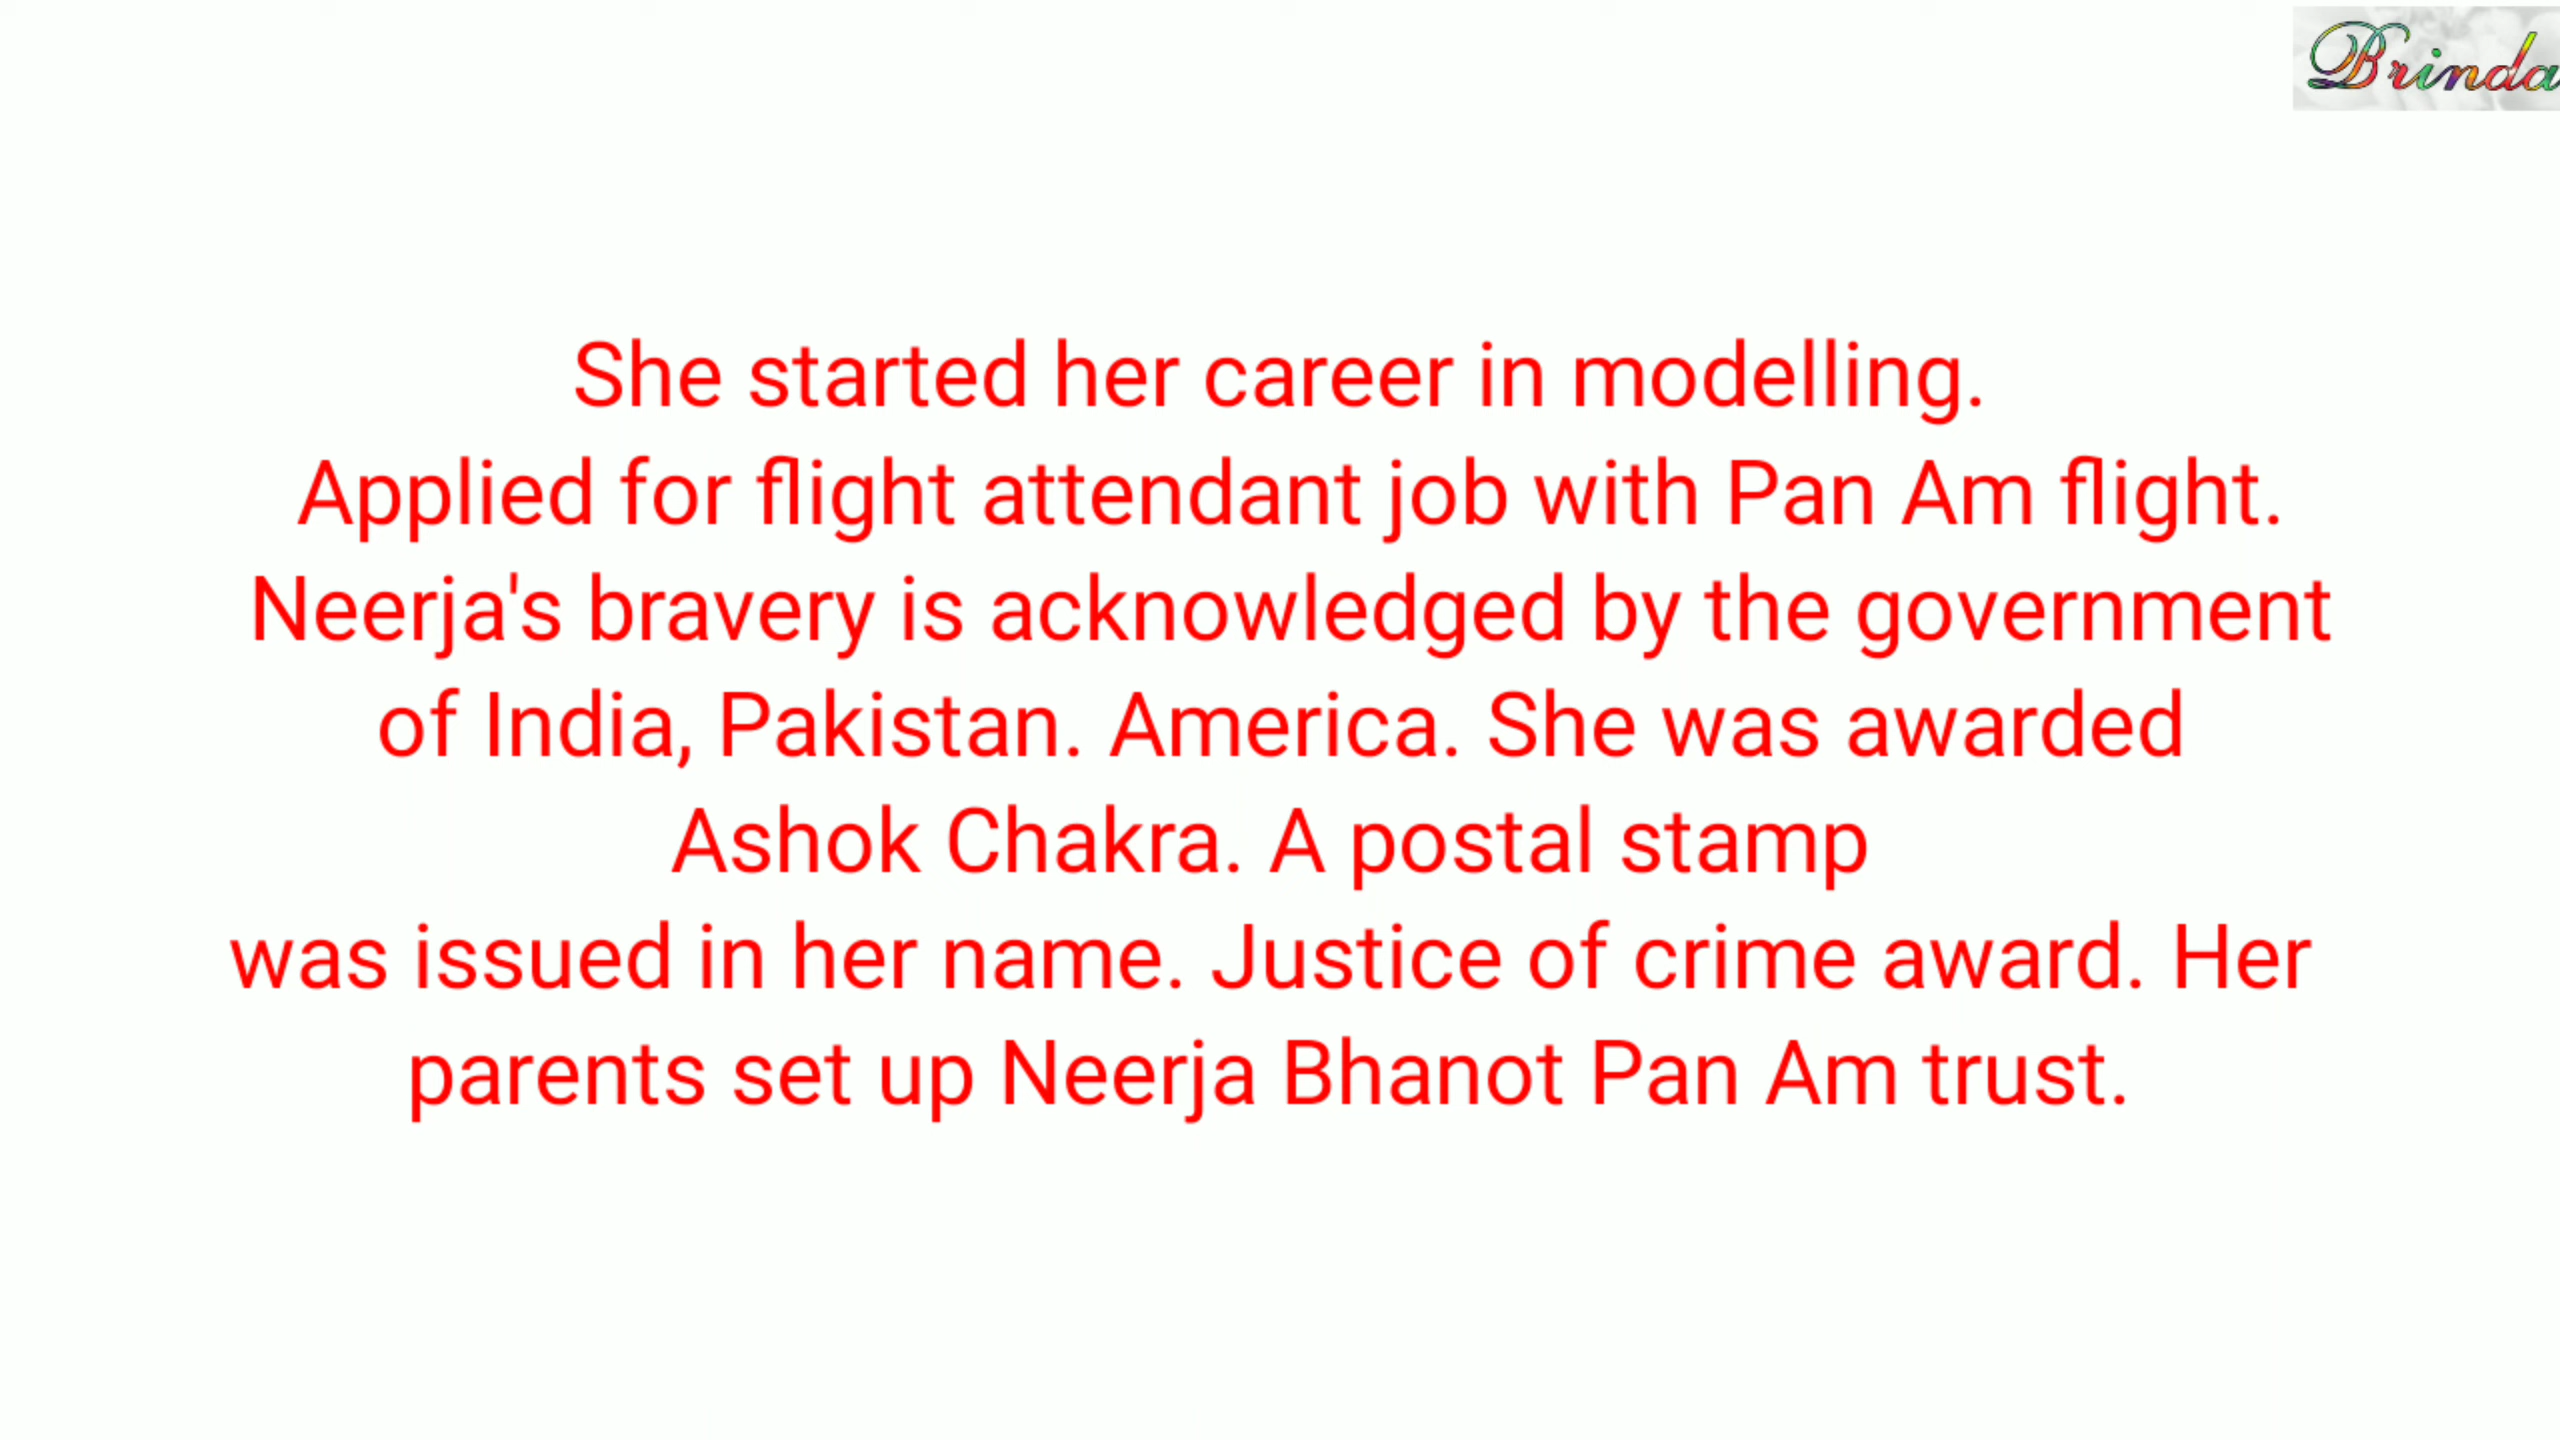 Brinda
She started her career in modelling.
Applied for flight attendant job with Pan Am flight.
Neerja's bravery is acknowledged by the government
of India, Pakistan. America. She was awarded
Ashok Chakra. A postal stamp
was issued in her name. Justice of crime award. Her
parents set up Neerja Bhanot Pan Am trust.